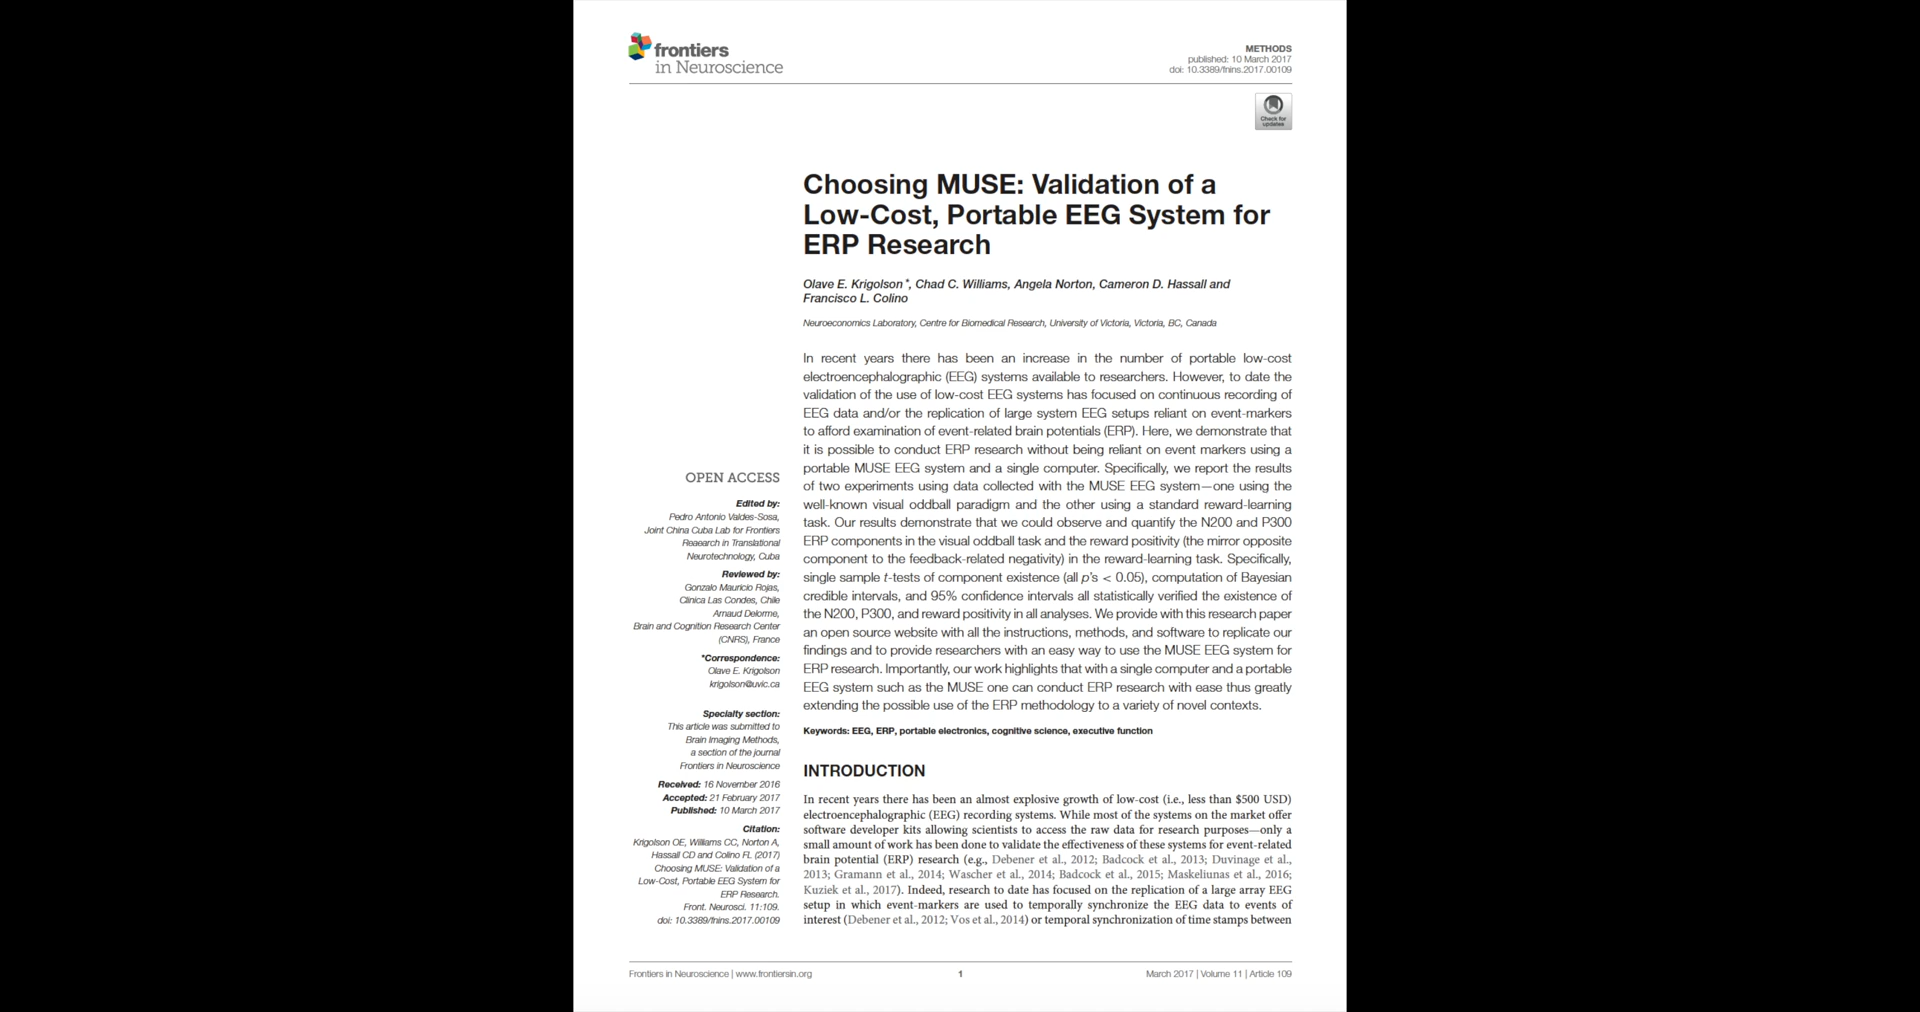 frontiers
in Neuroscience
METHODS
published: 10 March 2017
doi: 10.3389/fnins.2017.00109
Check for
updates
Choosing MUSE: Validation of a
Low-Cost, Portable EEG System for
ERP Research
Olave E. Krigolson*, Chad C. Williams, Angela Norton, Cameron D. Hassall and
Francisco L. Colino
Neuroeconomics Laboratory, Centre for Biomedical Research, University of Victoria, Victoria, BC, Canada
In recent years there has been an increase in the number of portable low-cost
electroencephalographic (EEG) systems available to researchers. However, to date the
validation of the use of low-cost EEG systems has focused on continuous recording of
EEG data and/or the replication of large system EEG setups reliant on event-markers
to afford examination of event-related brain potentials (ERP). Here, we demonstrate that
it is possible to conduct ERP research without being reliant on event markers using a
portable MUSE EEG system and a single computer. Specifically, we report the results
of two experiments using data collected with the MUSE EEG system—one using the
well-known visual oddball paradigm and the other using a standard reward-learning
task. Our results demonstrate that we could observe and quantify the N200 and P300
ERP components in the visual oddball task and the reward positivity (the mirror opposite
component to the feedback-related negativity) in the reward-learning task. Specifically,
single sample t-tests of component existence (all p's < 0.05), computation of Bayesian
credible intervals, and 95% confidence intervals all statistically verified the existence of
the N200, P300, and reward positivity in all analyses. We provide with this research paper
an open source website with all the instructions, methods, and software to replicate our
findings and to provide researchers with an easy way to use the MUSE EEG system for
ERP research. Importantly, our work highlights that with a single computer and a portable
EEG system such as the MUSE one can conduct ERP research with ease thus greatly
extending the possible use of the ERP methodology to a variety of novel contexts.
Keywords: EEG, ERP, portable electronics, cognitive science, executive function
OPEN ACCESS
Edited by:
Pedro Antonio Valdes-Sosa,
Joint China Cuba Lab for Frontiers
Reaearch in Translational
Neurotechnology, Cuba
Reviewed by:
Gonzalo Mauricio Rojas,
Clinica Las Condes, Chile
Arnaud Delorme,
Brain and Cognition Research Center
(CNRS), France
*Correspondence:
Olave E. Krigolson
krigolson@uvic.ca
Specialty section:
This article was submitted to
Brain Imaging Methods,
a section of the journal
Frontiers in Neuroscience
Received: 16 November 2016
Accepted: 21 February 2017
Published: 10 March 2017
Citation:
Krigolson OE, Williams CC, Norton A,
Hassall CD and Colino FL (2017)
Choosing MUSE: Validation of a
Low-Cost, Portable EEG System for
ERP Research.
Front. Neurosci. 11:109.
doi: 10.3389/fnins.2017.00109
INTRODUCTION
In recent years there has been an almost explosive growth of low-cost (i.e., less than $500 USD)
electroencephalographic (EEG) recording systems. While most of the systems on the market offer
software developer kits allowing scientists to access the raw data for research purposes—only a
small amount of work has been done to validate the effectiveness of these systems for event-related
brain potential (ERP) research (e.g., Debener et al., 2012; Badcock et al., 2013; Duvinage et al.,
2013; Gramann et al., 2014; Wascher et al., 2014; Badcock et al., 2015; Maskeliunas et al., 2016;
Kuziek et al., 2017). Indeed, research to date has focused on the replication of a large array EEG
setup in which event-markers are used to temporally synchronize the EEG data to events of
interest (Debener et al., 2012; Vos et al., 2014) or temporal synchronization of time stamps between
Frontiers in Neuroscience | www.frontiersin.org
1
March 2017 | Volume 11 | Article 109